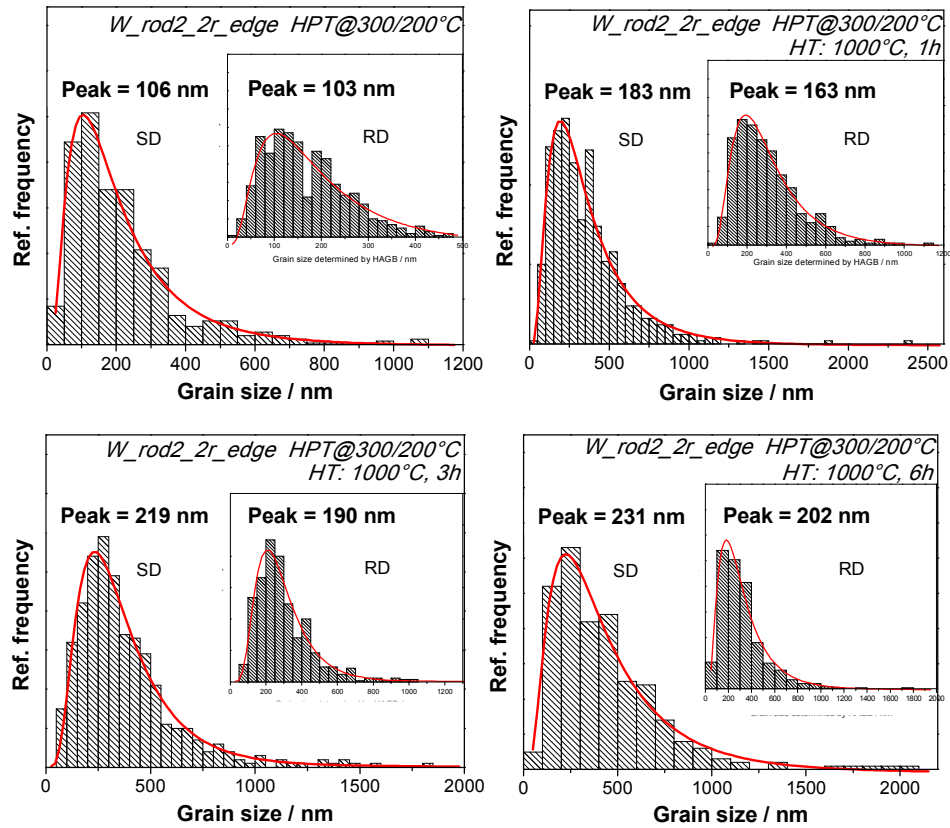 W_rod2_2r_edge HPT@300/200°C
Peak = 106 nm
SD
Peak = 103 nm
RD
0 100 200 300 400 500
Grain size determined by HAGB / nm
Ref. frequency
0 200 400 600 800 1000 1200
Grain size / nm
W_rod2_2r_edge HPT@300/200°C
HT: 1000°C, 1h
Peak = 183 nm
SD
Peak = 163 nm
RD
0 200 400 600 800 1000 1200
Grain size determined by HAGB / nm
Ref. frequency
0 500 1000 1500 2000 2500
Grain size / nm
W_rod2_2r_edge HPT@300/200°C
HT: 1000°C, 3h
Peak = 219 nm
SD
Peak = 190 nm
RD
0 200 400 600 800 1000 1200
Ref. frequency
0 500 1000 1500 2000
Grain size / nm
W_rod2_2r_edge HPT@300/200°C
HT: 1000°C, 6h
Peak = 231 nm
SD
Peak = 202 nm
RD
0 200 400 600 800 1000 1200 1400 1600 1800 2000
Ref. frequency
0 500 1000 1500 2000
Grain size / nm